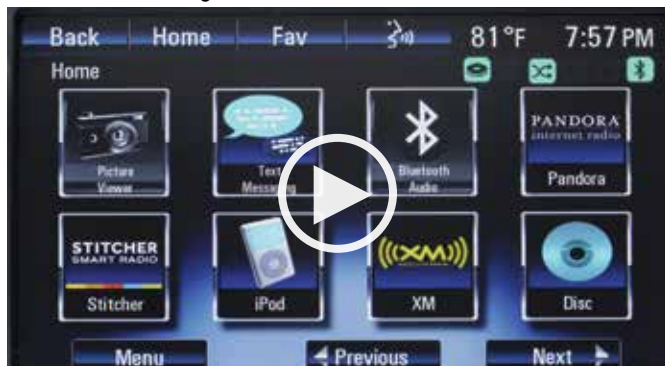 Back Home Fav 81°F 7:57 PM
Home
Picture Viewer
Text Messaging
Bluetooth Audio
PANDORA
internet radio
Pandora
STITCHER
SMART RADIO
Stitcher
iPod
((XM))
XM
Disc
Menu Previous Next